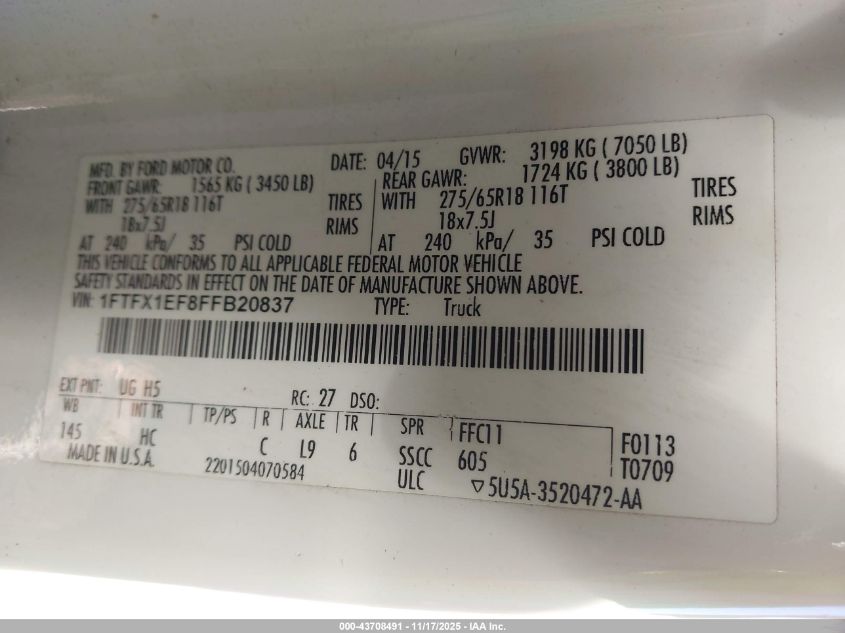 MFD. BY FORD MOTOR CO. DATE: 04/15 GVWR: 3198 KG ( 7050 LB)
FRONT GAWR: 1565 KG ( 3450 LB) REAR GAWR: 1724 KG ( 3800 LB)
WITH 275/65R18 116T TIRES WITH 275/65R18 116T TIRES
18x7.5J RIMS 18x7.5J RIMS
AT 240 kPa/ 35 PSI COLD AT 240 kPa/ 35 PSI COLD
THIS VEHICLE CONFORMS TO ALL APPLICABLE FEDERAL MOTOR VEHICLE
SAFETY STANDARDS IN EFFECT ON THE DATE OF MANUFACTURE SHOWN ABOVE.
VIN: 1FTFX1EF8FFB20837 TYPE: Truck
EXT PNT: UG H5 RC: 27 DSO:
WB INT TR TP/PS R AXLE TR SPR FFC11 F0113
145 HC C L9 6 SSCC 605 T0709
MADE IN U.S.A. 2201504070584 ULC ▽5U5A-3520472-AA
000-43708491 - 11/17/2025 - IAA Inc.